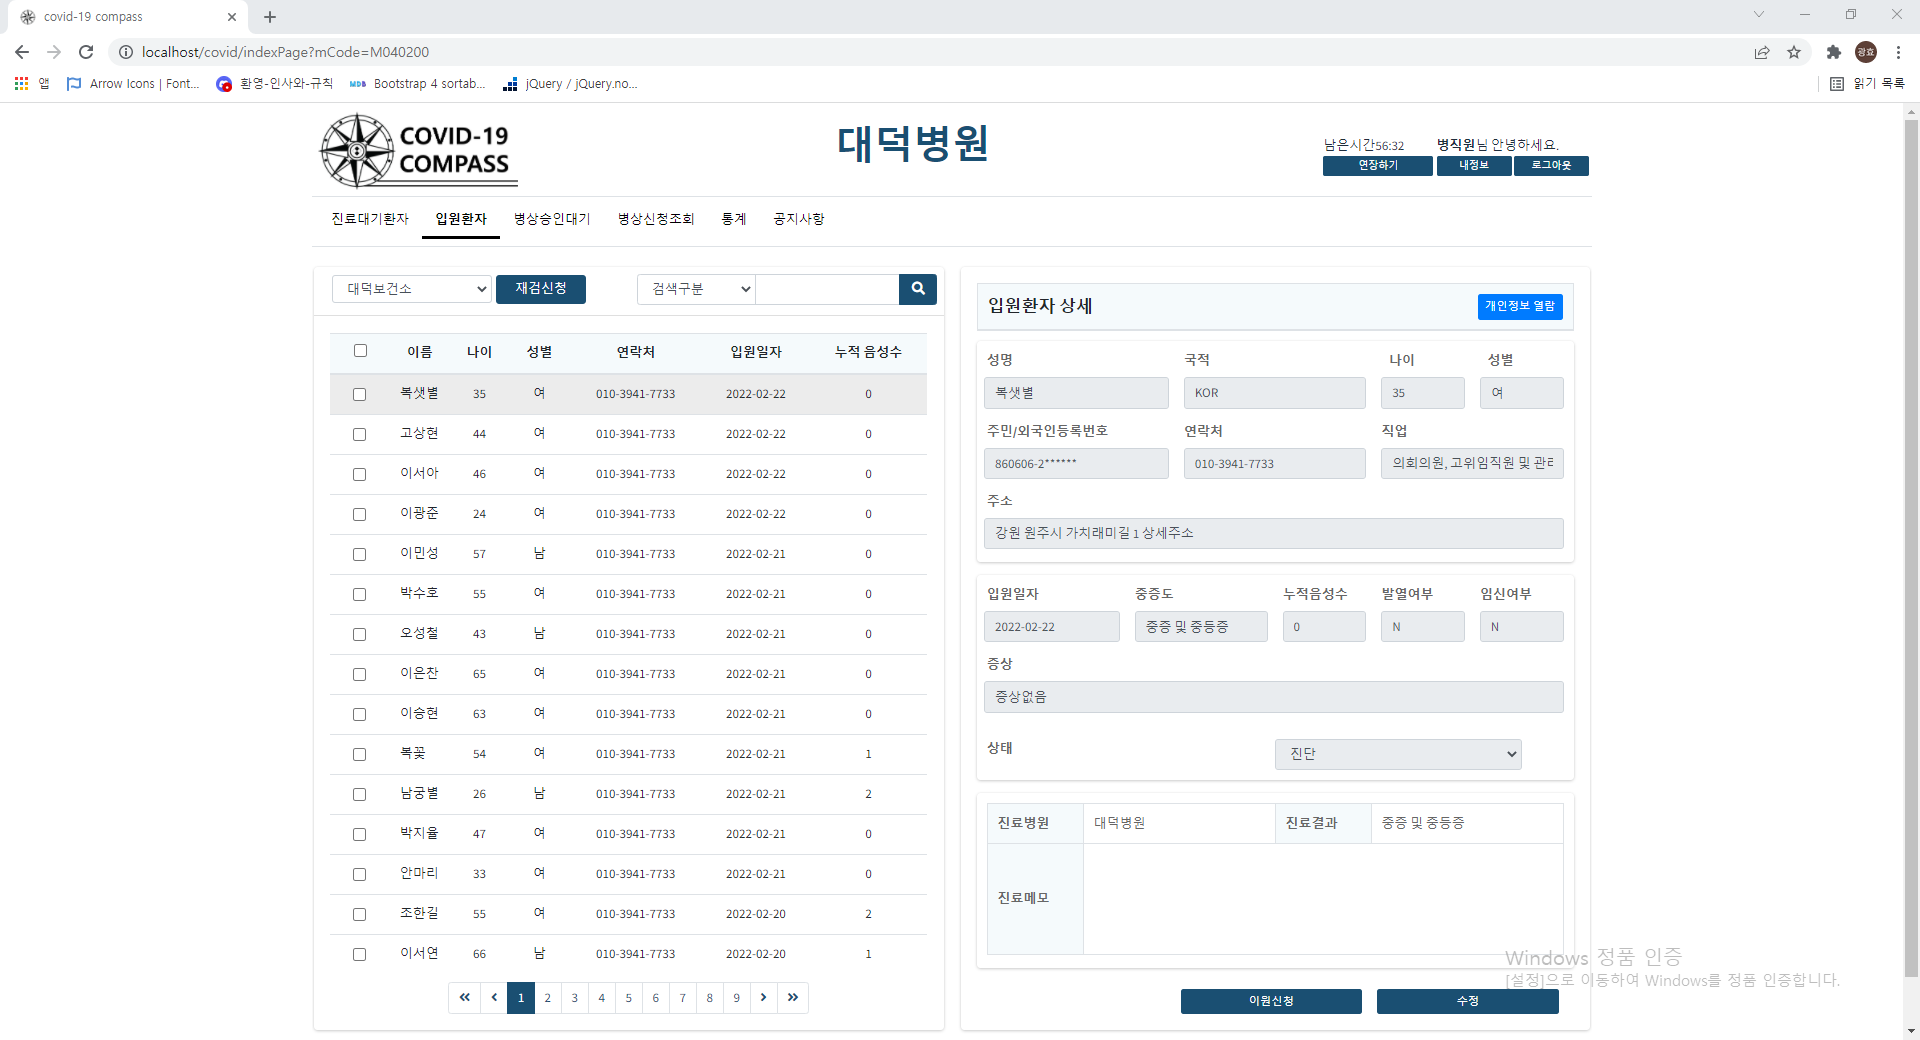 covid-19 compass
localhost/covid/indexPage?mCode=M040200
광효
앱 Arrow Icons | Font... 환영-인사와-규칙 MDB Bootstrap 4 sortab... jQuery / jQuery.no... 읽기 목록
COVID-19
COMPASS
대덕병원
남은시간56:32 병직원님 안녕하세요.
연장하기 내정보 로그아웃
진료대기환자 입원환자 병상승인대기 병상신청조회 통계 공지사항
대덕보건소 재검신청 검색구분
이름 나이 성별 연락처 입원일자 누적 음성수
복샛별 35 여 010-3941-7733 2022-02-22 0
고상현 44 여 010-3941-7733 2022-02-22 0
이서아 46 여 010-3941-7733 2022-02-22 0
이광준 24 여 010-3941-7733 2022-02-22 0
이민성 57 남 010-3941-7733 2022-02-21 0
박수호 55 여 010-3941-7733 2022-02-21 0
오성철 43 남 010-3941-7733 2022-02-21 0
이은찬 65 여 010-3941-7733 2022-02-21 0
이승현 63 여 010-3941-7733 2022-02-21 0
복꽃 54 여 010-3941-7733 2022-02-21 1
남궁별 26 남 010-3941-7733 2022-02-21 2
박지율 47 여 010-3941-7733 2022-02-21 0
안마리 33 여 010-3941-7733 2022-02-21 0
조한길 55 여 010-3941-7733 2022-02-20 2
이서연 66 남 010-3941-7733 2022-02-20 1
« ‹ 1 2 3 4 5 6 7 8 9 › »
입원환자 상세 개인정보 열람
성명 국적 나이 성별
복샛별 KOR 35 여
주민/외국인등록번호 연락처 직업
860606-2****** 010-3941-7733 의회의원, 고위임직원 및 관리
주소
강원 원주시 가치래미길 1 상세주소
입원일자 중증도 누적음성수 발열여부 임신여부
2022-02-22 중증 및 중등증 0 N N
증상
증상없음
상태 진단
진료병원 대덕병원 진료결과 중증 및 중등증
진료메모
이원신청 수정
Windows 정품 인증
[설정]으로 이동하여 Windows를 정품 인증합니다.